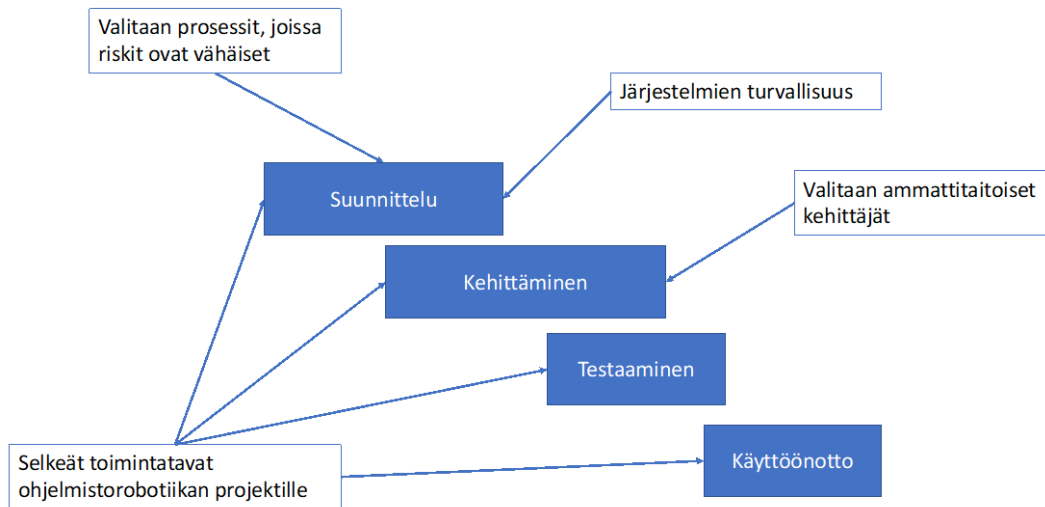 Valitaan prosessit, joissa
riskit ovat vähäiset
Järjestelmien turvallisuus
Suunnittelu
Valitaan ammattitaitoiset
kehittäjät
Kehittäminen
Testaaminen
Selkeät toimintatavat
ohjelmistorobotiikan projektille
Käyttöönotto